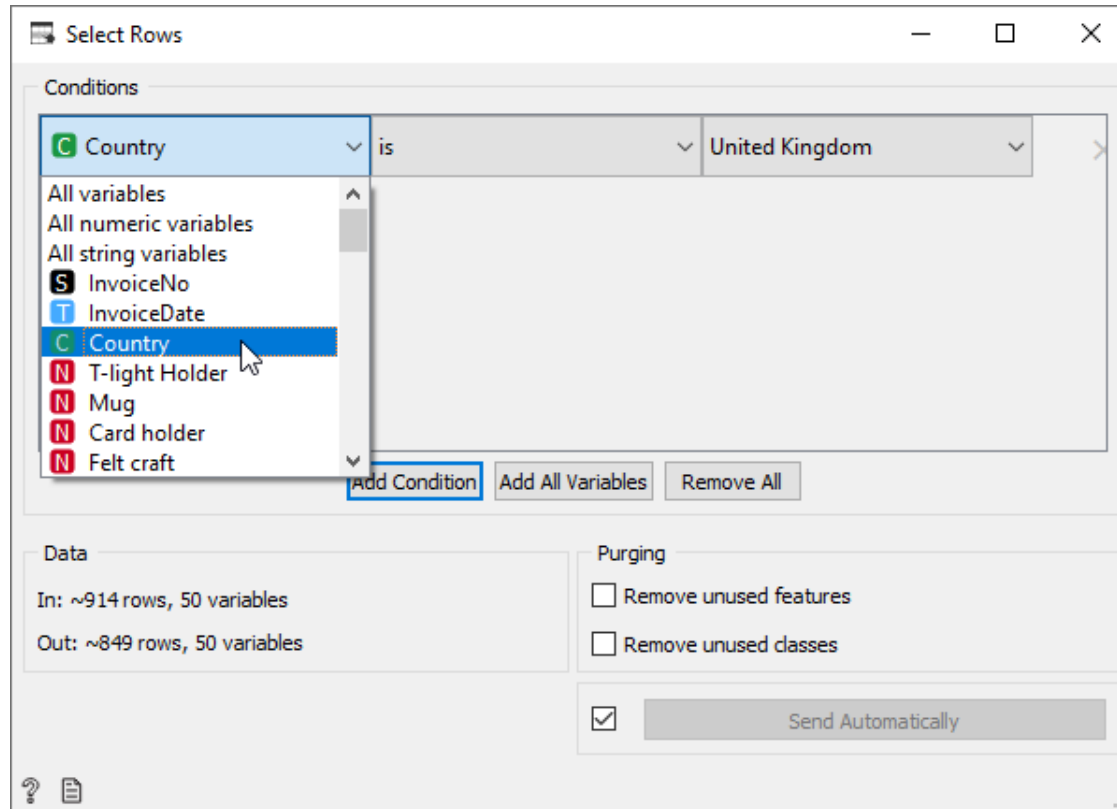 Select Rows
Conditions
C Country is United Kingdom
All variables
All numeric variables
All string variables
S InvoiceNo
T InvoiceDate
C Country
N T-light Holder
N Mug
N Card holder
N Felt craft
Add Condition Add All Variables Remove All
Data
In: ~914 rows, 50 variables
Out: ~849 rows, 50 variables
Purging
Remove unused features
Remove unused classes
Send Automatically
?